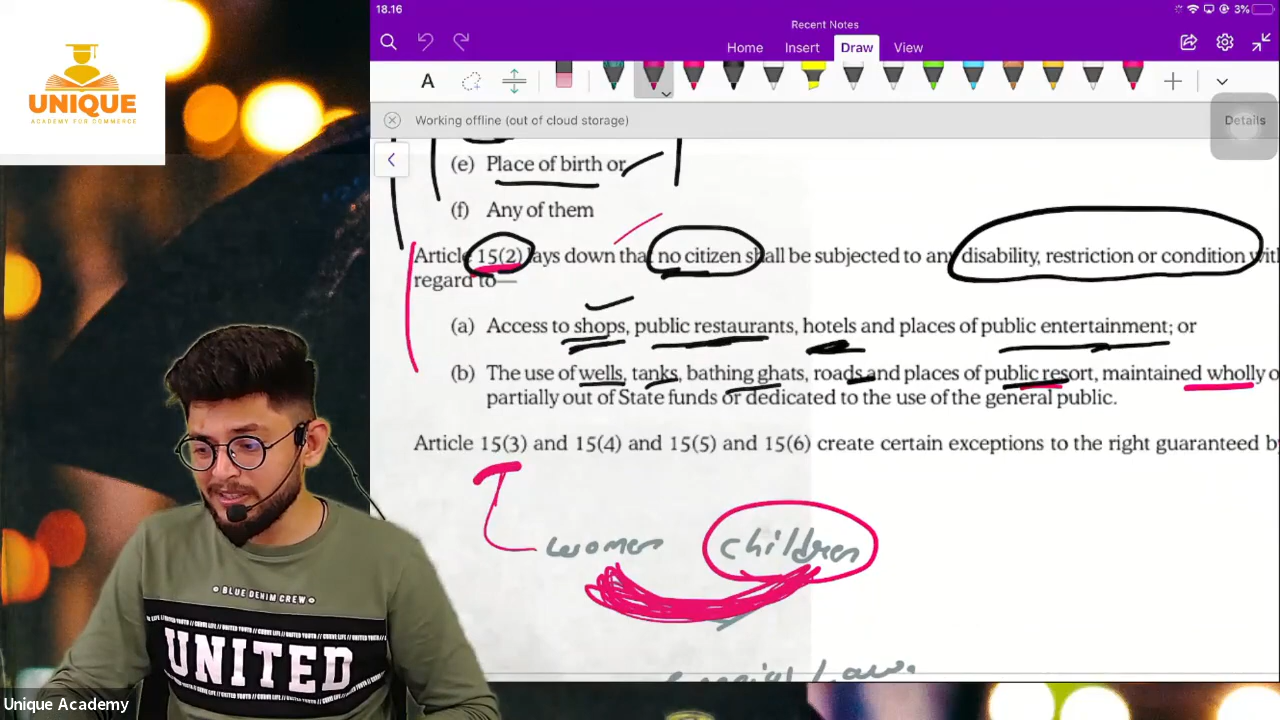 18.16
3%
Recent Notes
Home Insert Draw View
UNIQUE
ACADEMY FOR COMMERCE
A
Working offline (out of cloud storage)
Details
(e) Place of birth or
(f) Any of them
Article 15(2) lays down that no citizen shall be subjected to any disability, restriction or condition
regard to—
(a) Access to shops, public restaurants, hotels and places of public entertainment; or
(b) The use of wells, tanks, bathing ghats, roads and places of public resort, maintained wholly
partially out of State funds or dedicated to the use of the general public.
Article 15(3) and 15(4) and 15(5) and 15(6) create certain exceptions to the right guaranteed
women children
Law.
BLUE DENIM CREW
UNITED
Unique Academy